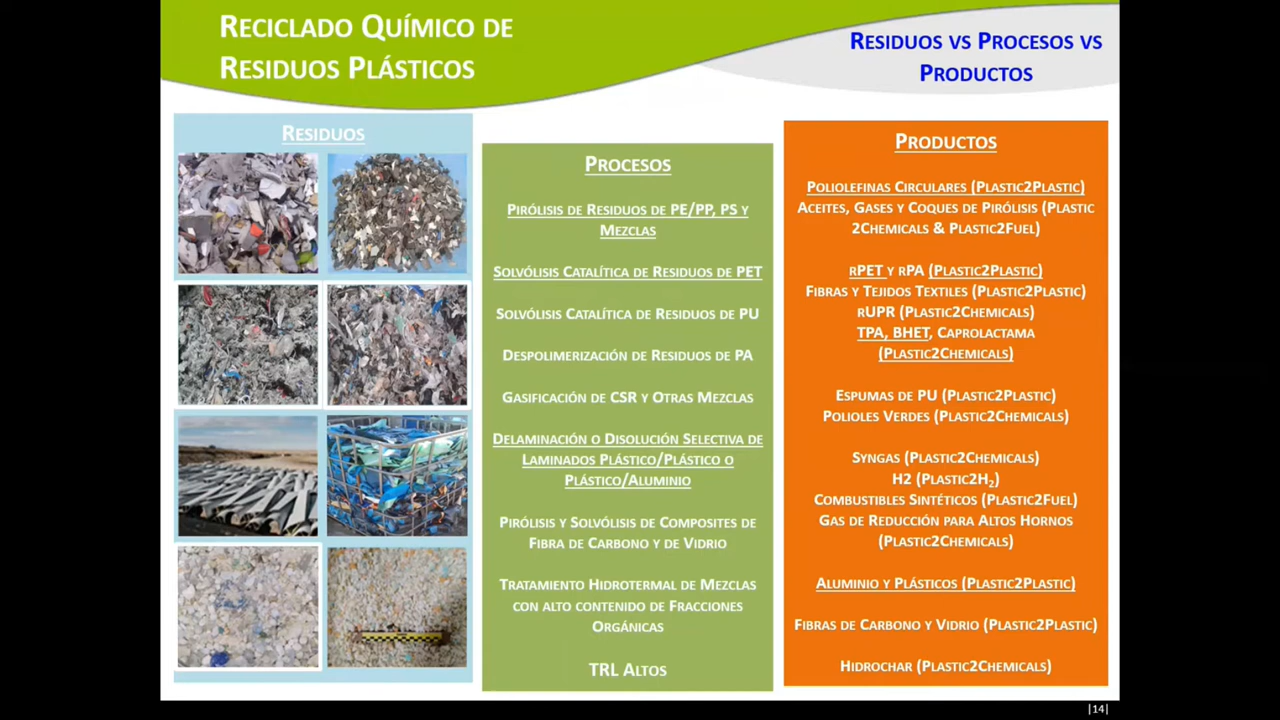 Reciclado Químico de
Residuos Plásticos
Residuos vs Procesos vs
Productos
Residuos
Procesos
Pirólisis de Residuos de PE/PP, PS y
Mezclas
Solvólisis Catalítica de Residuos de PET
Solvólisis Catalítica de Residuos de PU
Despolimerización de Residuos de PA
Gasificación de CSR y Otras Mezclas
Delaminación o Disolución Selectiva de
Laminados Plástico/Plástico o
Plástico/Aluminio
Pirólisis y Solvólisis de Composites de
Fibra de Carbono y de Vidrio
Tratamiento Hidrotermal de Mezclas
con alto contenido de Fracciones
Orgánicas
TRL Altos
Productos
Poliolefinas Circulares (Plastic2Plastic)
Aceites, Gases y Coques de Pirólisis (Plastic
2Chemicals & Plastic2Fuel)
rPET y rPA (Plastic2Plastic)
Fibras y Tejidos Textiles (Plastic2Plastic)
rUPR (Plastic2Chemicals)
TPA, BHET, Caprolactama
(Plastic2Chemicals)
Espumas de PU (Plastic2Plastic)
Polioles Verdes (Plastic2Chemicals)
Syngas (Plastic2Chemicals)
H2 (Plastic2H₂)
Combustibles Sintéticos (Plastic2Fuel)
Gas de Reducción para Altos Hornos
(Plastic2Chemicals)
Aluminio y Plásticos (Plastic2Plastic)
Fibras de Carbono y Vidrio (Plastic2Plastic)
Hidrochar (Plastic2Chemicals)
|14|